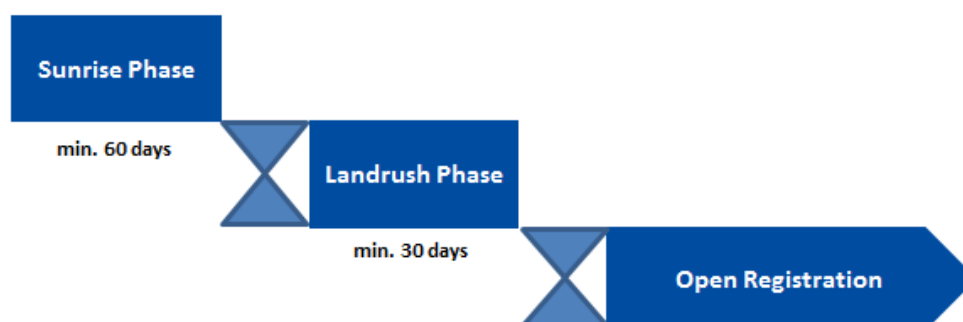 Sunrise Phase
min. 60 days
Landrush Phase
min. 30 days
Open Registration